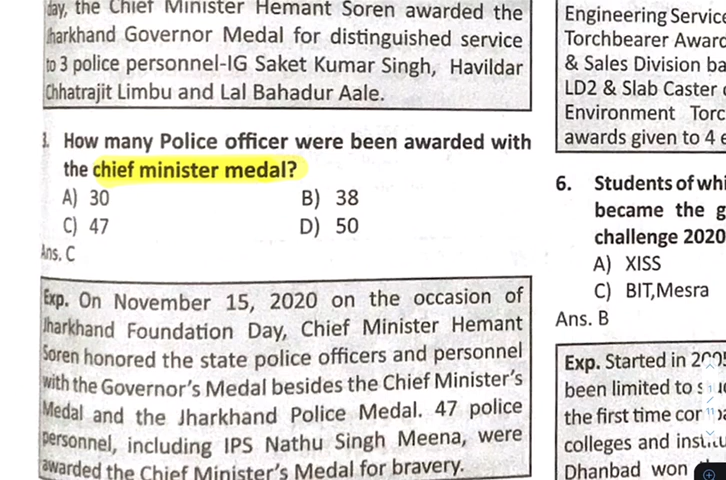 day, the Chief Minister Hemant Soren awarded the
Jharkhand Governor Medal for distinguished service
to 3 police personnel-IG Saket Kumar Singh, Havildar
Chhatrajit Limbu and Lal Bahadur Aale.
3. How many Police officer were been awarded with
the chief minister medal?
A) 30
B) 38
C) 47
D) 50
Ans. C
Exp. On November 15, 2020 on the occasion of
Jharkhand Foundation Day, Chief Minister Hemant
Soren honored the state police officers and personnel
with the Governor's Medal besides the Chief Minister's
Medal and the Jharkhand Police Medal. 47 police
personnel, including IPS Nathu Singh Meena, were
awarded the Chief Minister's Medal for bravery.
Engineering Service
Torchbearer Award
& Sales Division ba
LD2 & Slab Caster
Environment Torc
awards given to 4 e
6. Students of whi
became the g
challenge 2020
A) XISS
C) BIT,Mesra
Ans. B
Exp. Started in
been limited to
the first time
colleges and
Dhanbad won